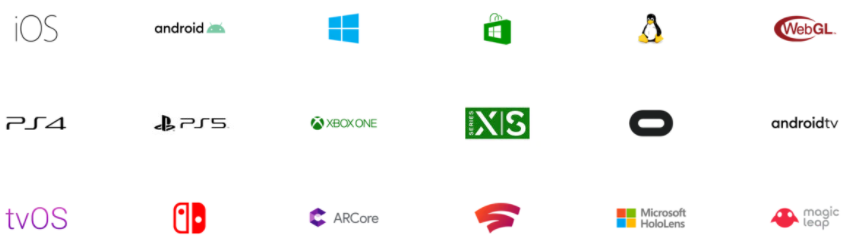 iOS
android
WebGL
PS4
PS5
XBOX ONE
SERIES X|S
androidtv
tvOS
ARCore
Microsoft
HoloLens
magic
leap